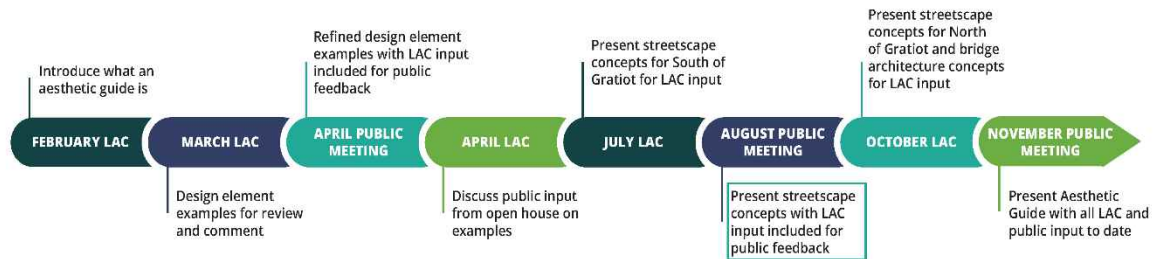 Introduce what an
aesthetic guide is
Refined design element
examples with LAC input
included for public
feedback
Present streetscape
concepts for South of
Gratiot for LAC input
Present streetscape
concepts for North
of Gratiot and bridge
architecture concepts
for LAC input
FEBRUARY LAC
MARCH LAC
APRIL PUBLIC
MEETING
APRIL LAC
JULY LAC
AUGUST PUBLIC
MEETING
OCTOBER LAC
NOVEMBER PUBLIC
MEETING
Design element
examples for review
and comment
Discuss public input
from open house on
examples
Present streetscape
concepts with LAC
input included for
public feedback
Present Aesthetic
Guide with all LAC and
public input to date